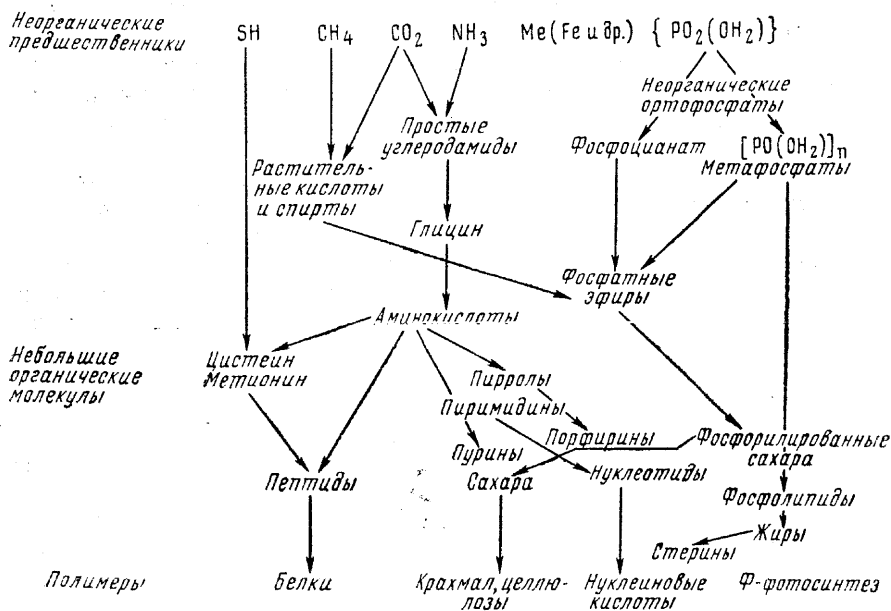 Неорганические
предшественники
SH
CH4
CO2
NH3
Me (Fe и др.)
{ PO2(OH2)}
Неорганические
ортофосфаты
Простые
углеродамиды
Фосфоцианат
[PO(OH2)]n
Метафосфаты
Раститель-
ные кислоты
и спирты
Глицин
Фосфатные
эфиры
Аминокислоты
Небольшие
органические
молекулы
Цистеин
Метионин
Пирролы
Пиримидины
Пурины
Порфирины
Фосфорилированные
сахара
Пептиды
Сахара
Нуклеотиды
Фосфолипиды
Жиры
Стерины
Полимеры
Белки
Крахмал, целлю-
лозы
Нуклеиновые
кислоты
Ф-фотосинтез